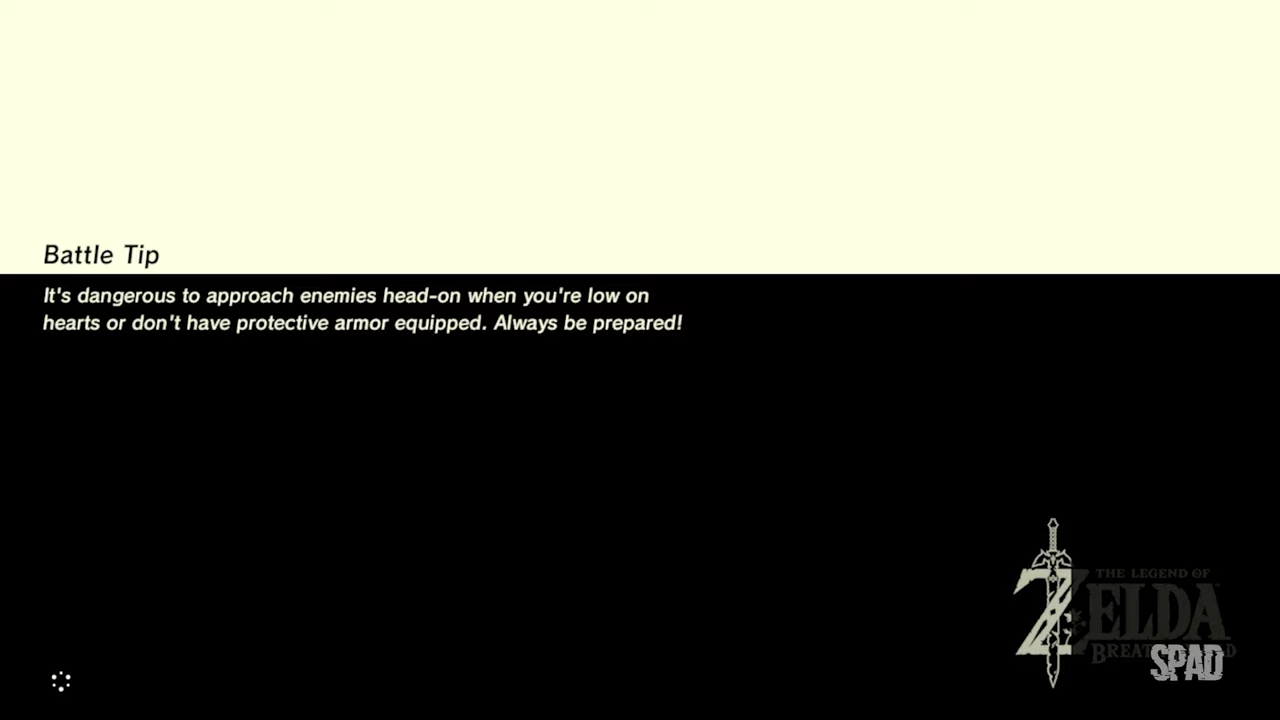 Battle Tip
It's dangerous to approach enemies head-on when you're low on
hearts or don't have protective armor equipped. Always be prepared!
THE LEGEND OF
ZELDA
SPAD